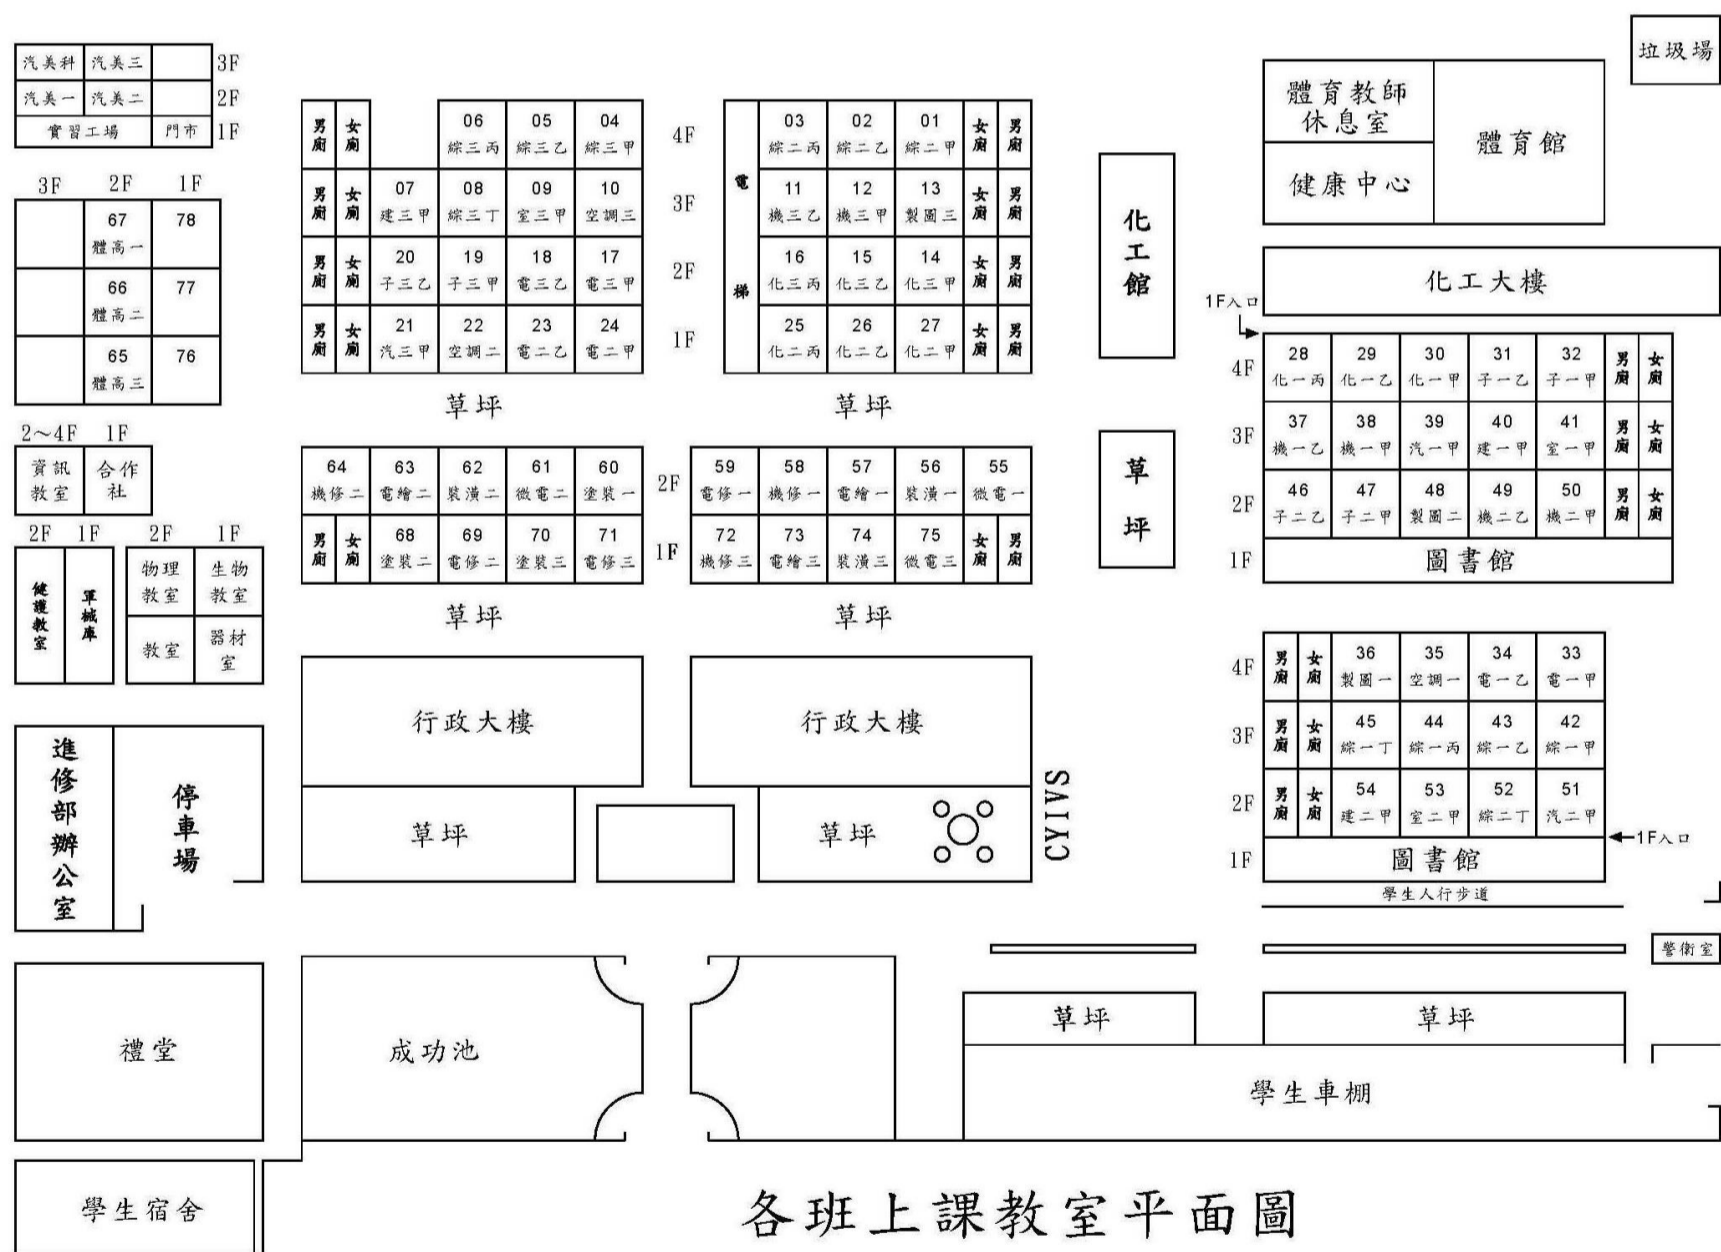 汽美科 汽美三 3F
汽美一 汽美二 2F
實習工場 門市 1F
3F 2F 1F
67 78
體高一
66 77
體高二
65 76
體高三
2～4F 1F
資訊教室 合作社
2F 1F 2F 1F
健護教室 軍械庫
物理教室 生物教室
教室 器材室
進修部辦公室
停車場
禮堂
學生宿舍
男廁 女廁 06 05 04 4F
綜三丙 綜三乙 綜三甲
男廁 女廁 07 08 09 10 3F
建三甲 綜三丁 室三甲 空調三
男廁 女廁 20 19 18 17 2F
子三乙 子三甲 電三乙 電三甲
男廁 女廁 21 22 23 24 1F
汽三甲 空調二 電二乙 電二甲
草坪
電梯
03 02 01 女廁 男廁
綜二丙 綜二乙 綜二甲
11 12 13 女廁 男廁
機三乙 機三甲 製圖三
16 15 14 女廁 男廁
化三丙 化三乙 化三甲
25 26 27 女廁 男廁
化二丙 化二乙 化二甲
草坪
64 63 62 61 60 2F
機修二 電繪二 裝潢二 微電二 塗裝一
男廁 女廁 68 69 70 71 1F
塗裝二 電修二 塗裝三 電修三
草坪
59 58 57 56 55
電修一 機修一 電繪一 裝潢一 微電一
72 73 74 75 女廁 男廁
機修三 電繪三 裝潢三 微電三
草坪
行政大樓
行政大樓
草坪
草坪
CYIVS
成功池
化工館
草坪
垃圾場
體育教師
休息室
健康中心
體育館
化工大樓
1F入口
4F 28 29 30 31 32 男廁 女廁
化一丙 化一乙 化一甲 子一乙 子一甲
3F 37 38 39 40 41 男廁 女廁
機一乙 機一甲 汽一甲 建一甲 室一甲
2F 46 47 48 49 50 男廁 女廁
子二乙 子二甲 製圖二 機二乙 機二甲
1F 圖書館
4F 男廁 女廁 36 35 34 33
製圖一 空調一 電一乙 電一甲
3F 男廁 女廁 45 44 43 42
綜一丁 綜一丙 綜一乙 綜一甲
2F 男廁 女廁 54 53 52 51
建二甲 室二甲 綜二丁 汽二甲
1F入口
1F 圖書館
學生人行步道
警衛室
草坪
草坪
學生車棚
各班上課教室平面圖